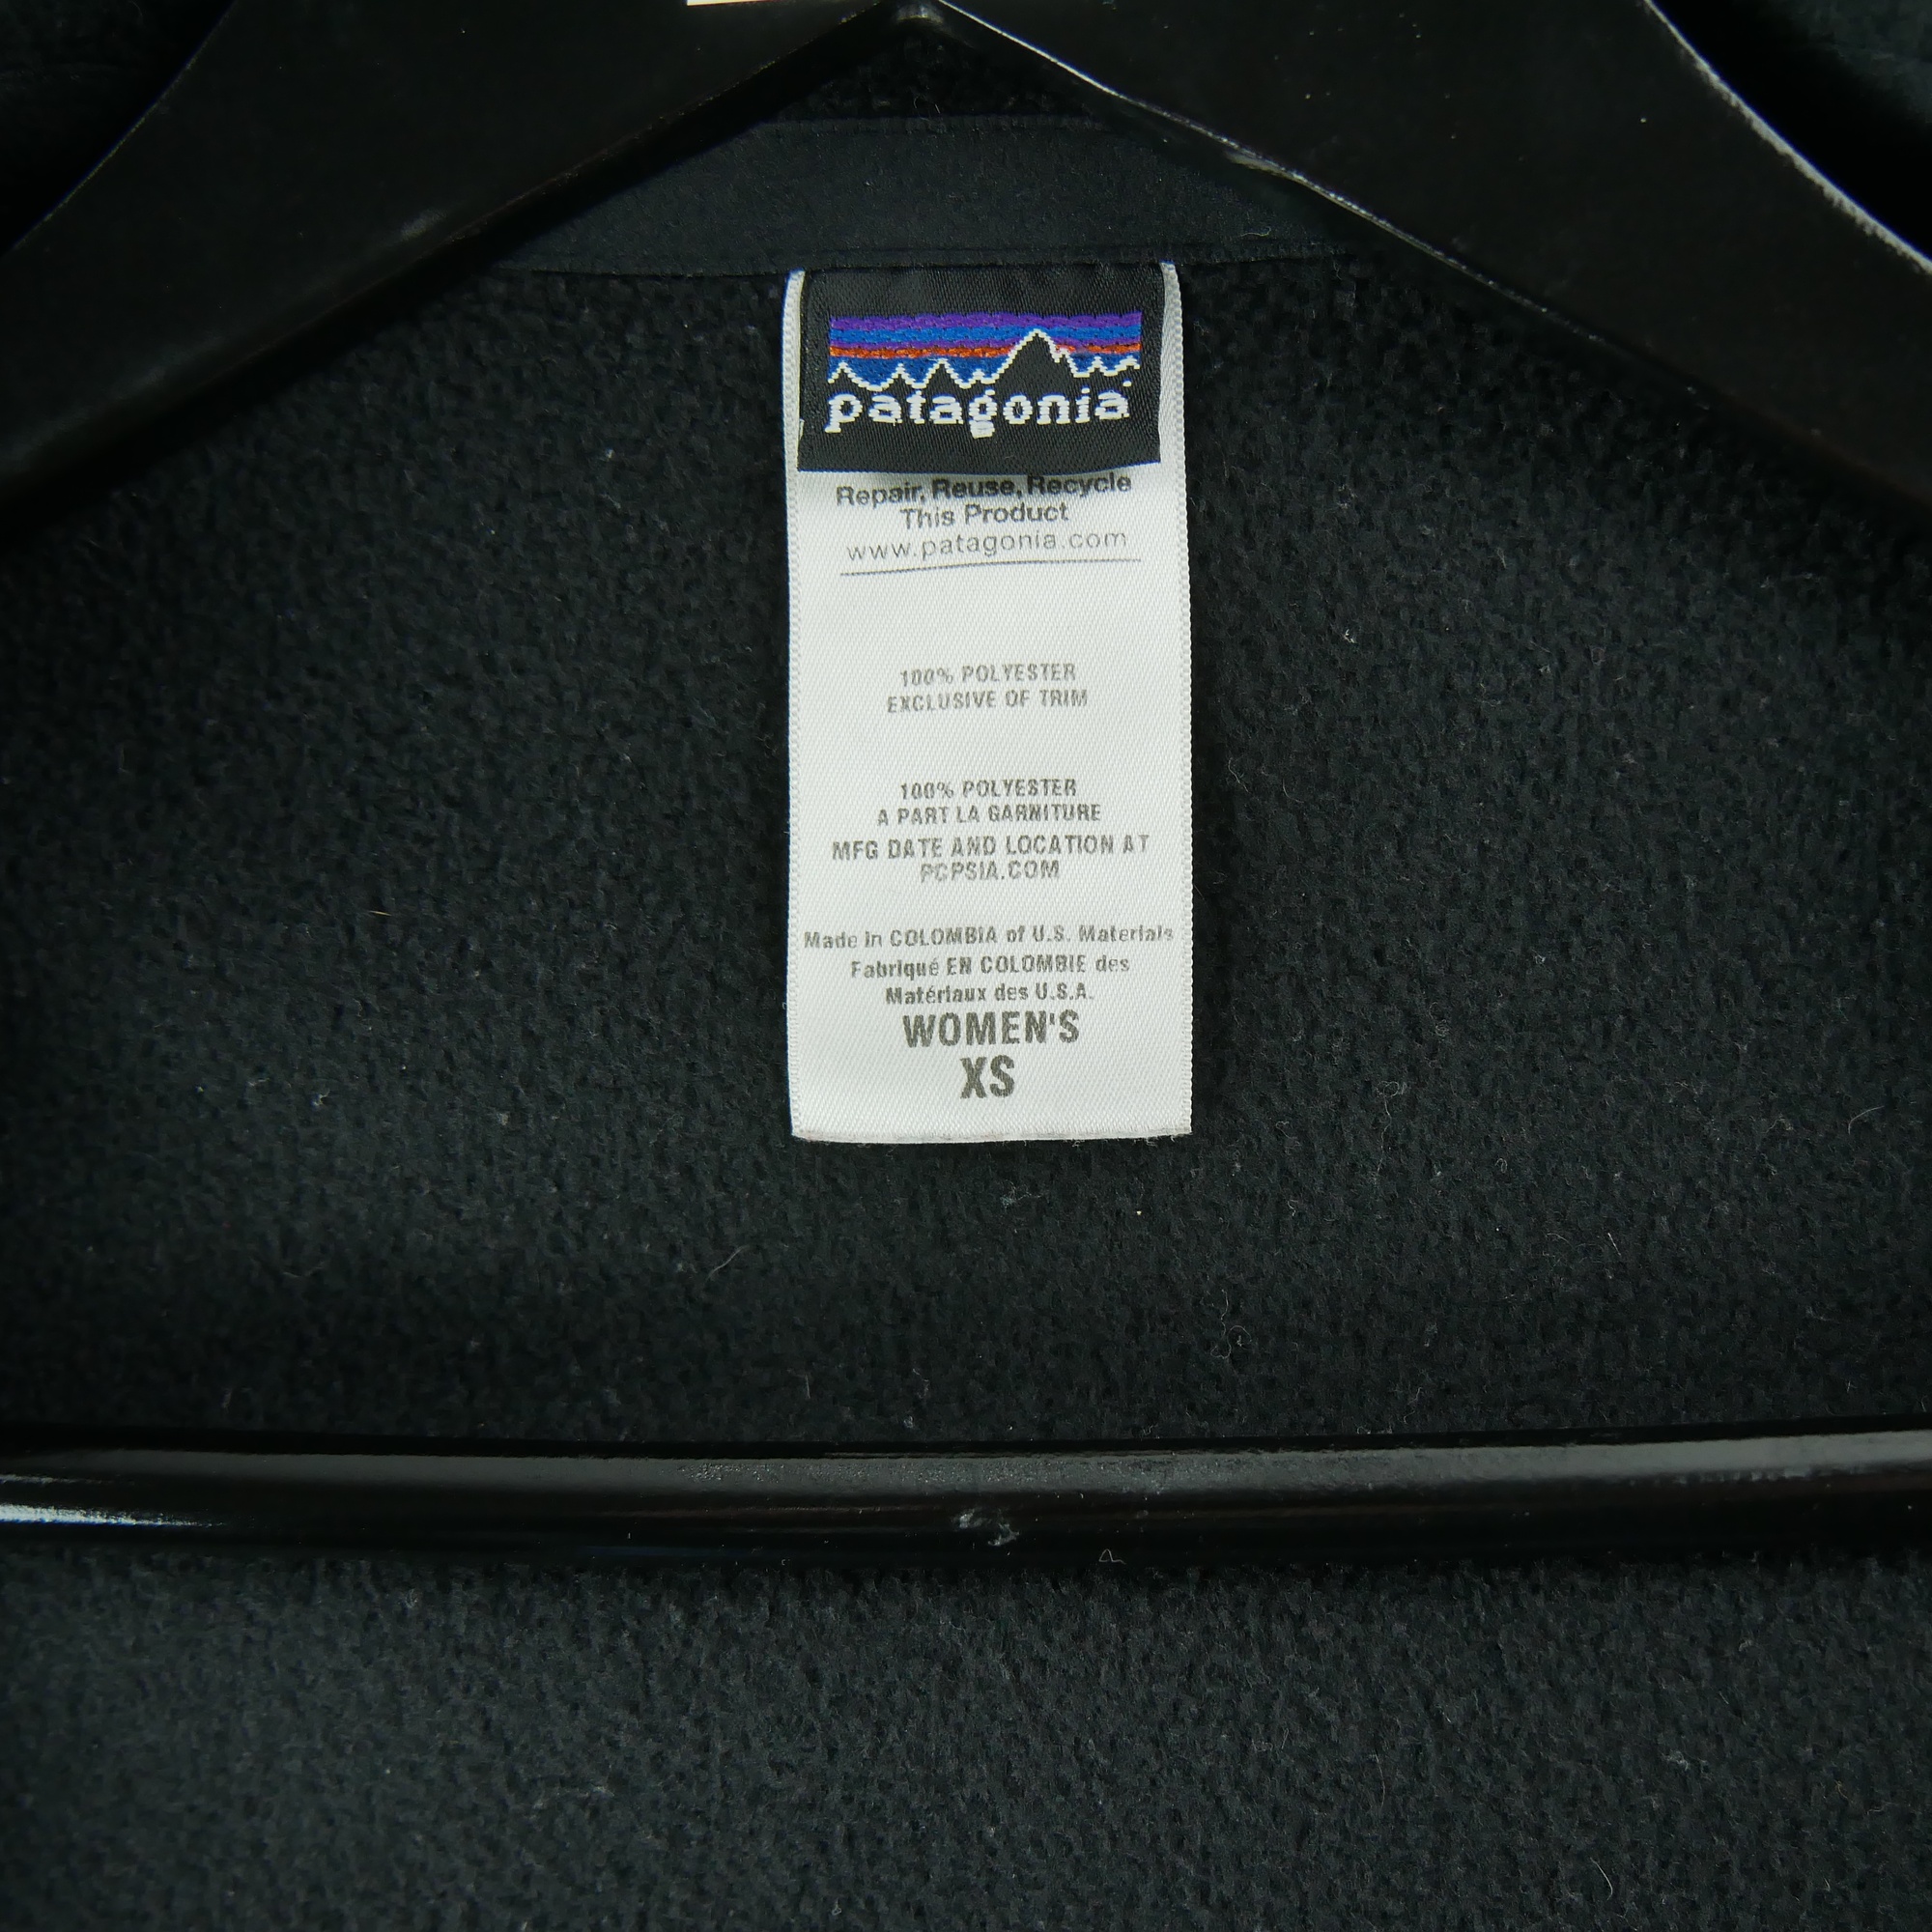 patagonia
Repair, Reuse, Recycle
This Product
www.patagonia.com
100% POLYESTER
EXCLUSIVE OF TRIM
100% POLYESTER
A PART LA GARNITURE
MFG DATE AND LOCATION AT
PCPSIA.COM
Made in COLOMBIA of U.S. Materials
Fabriqué EN COLOMBIE des
Matériaux des U.S.A.
WOMEN'S
XS